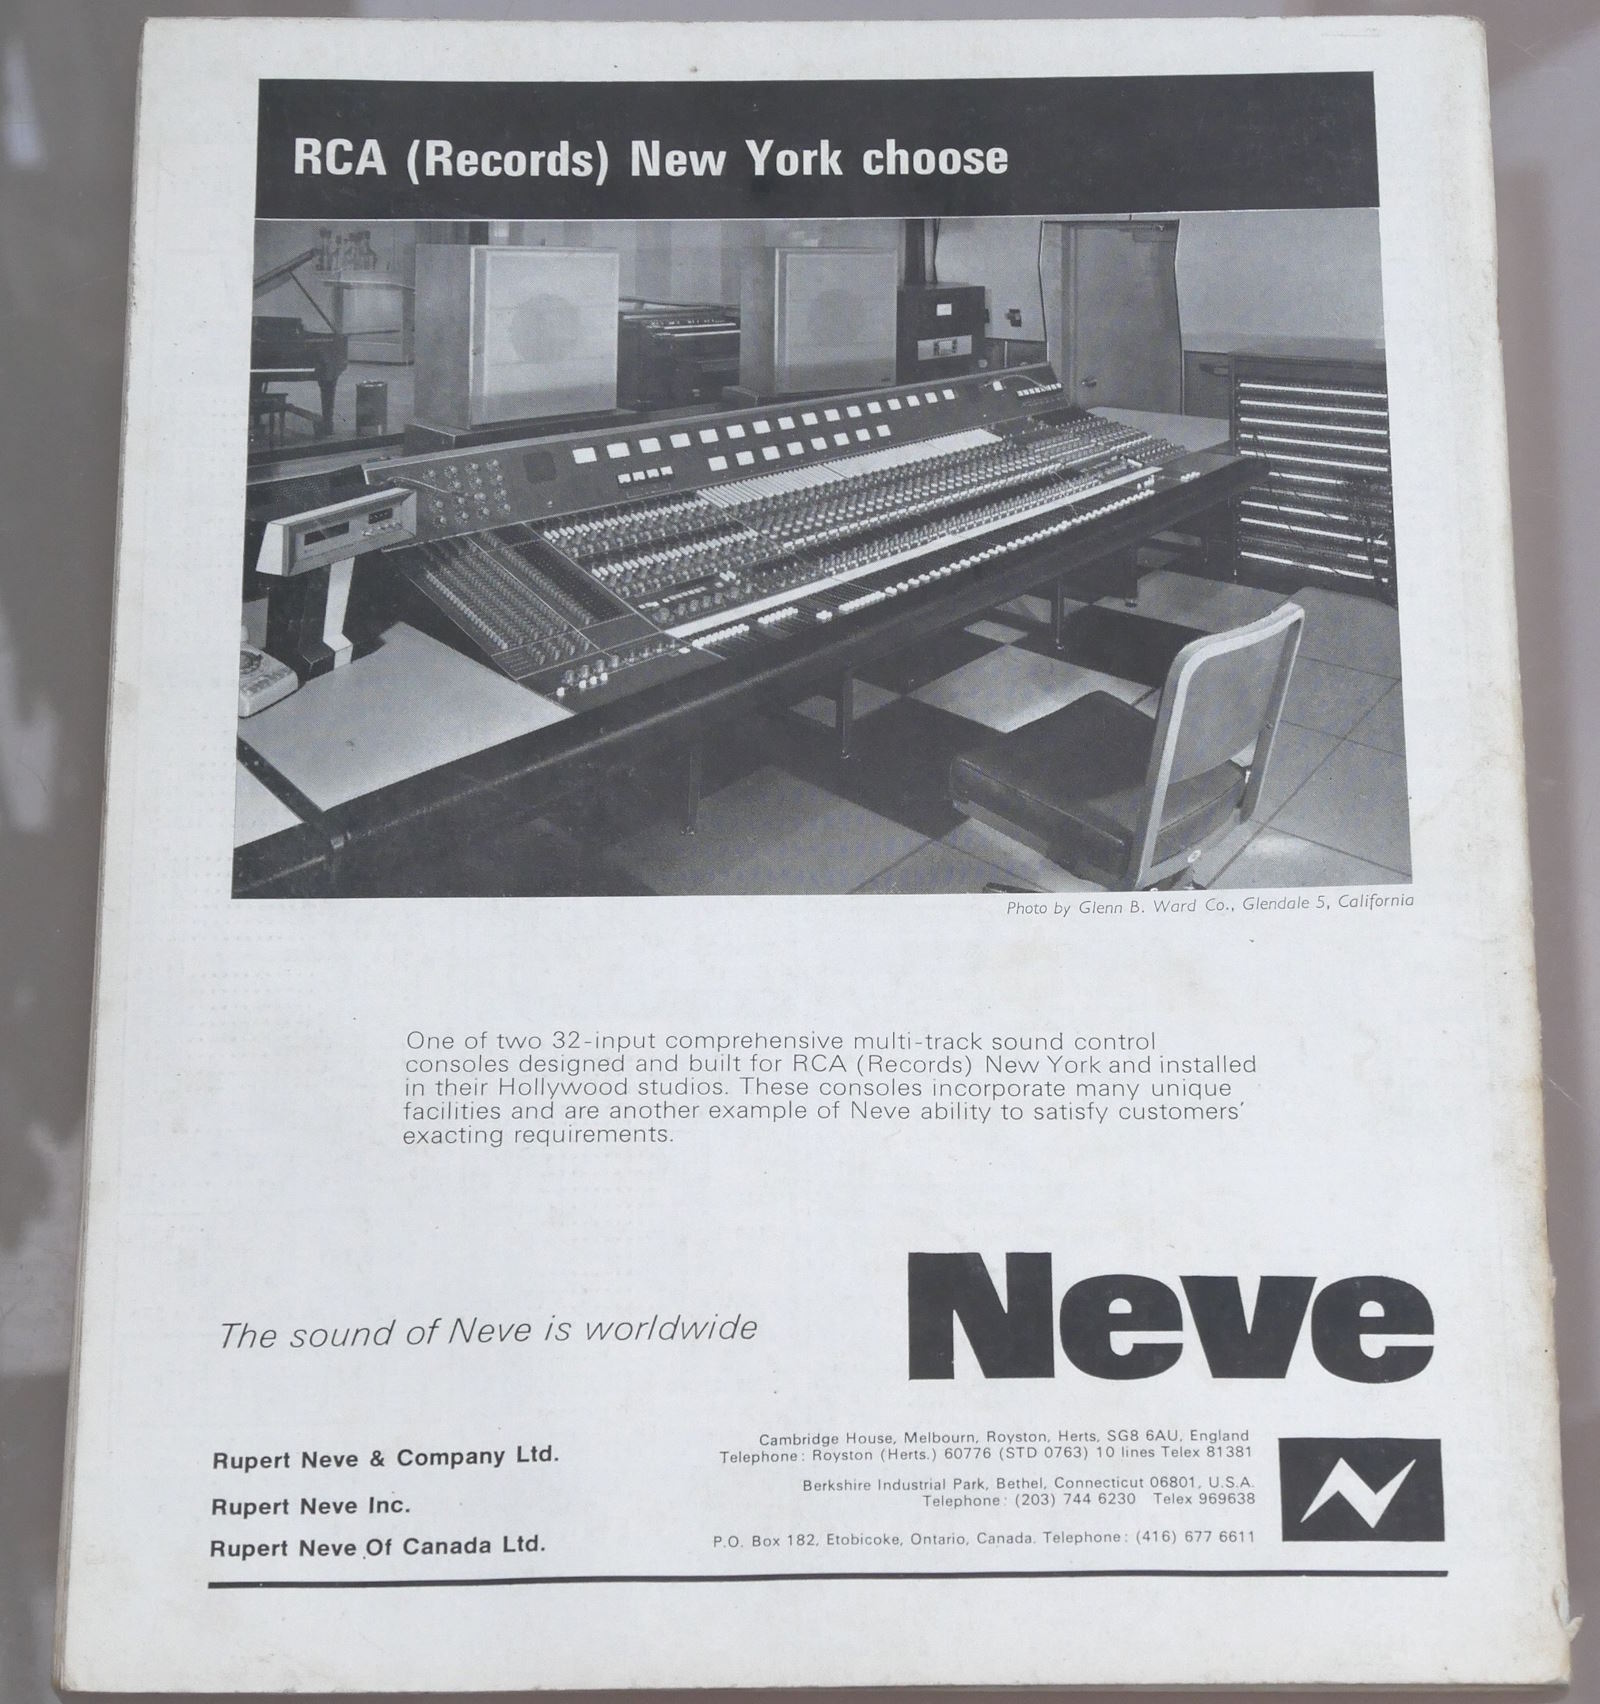 RCA (Records) New York choose
Photo by Glenn B. Ward Co., Glendale 5, California
One of two 32-input comprehensive multi-track sound control
consoles designed and built for RCA (Records) New York and installed
in their Hollywood studios. These consoles incorporate many unique
facilities and are another example of Neve ability to satisfy customers'
exacting requirements.
The sound of Neve is worldwide
Neve
Rupert Neve & Company Ltd.
Cambridge House, Melbourn, Royston, Herts, SG8 6AU, England
Telephone: Royston (Herts.) 60776 (STD 0763) 10 lines Telex 81381
Rupert Neve Inc.
Berkshire Industrial Park, Bethel, Connecticut 06801, U.S.A.
Telephone: (203) 744 6230 Telex 969638
Rupert Neve Of Canada Ltd.
P.O. Box 182, Etobicoke, Ontario, Canada. Telephone: (416) 677 6611